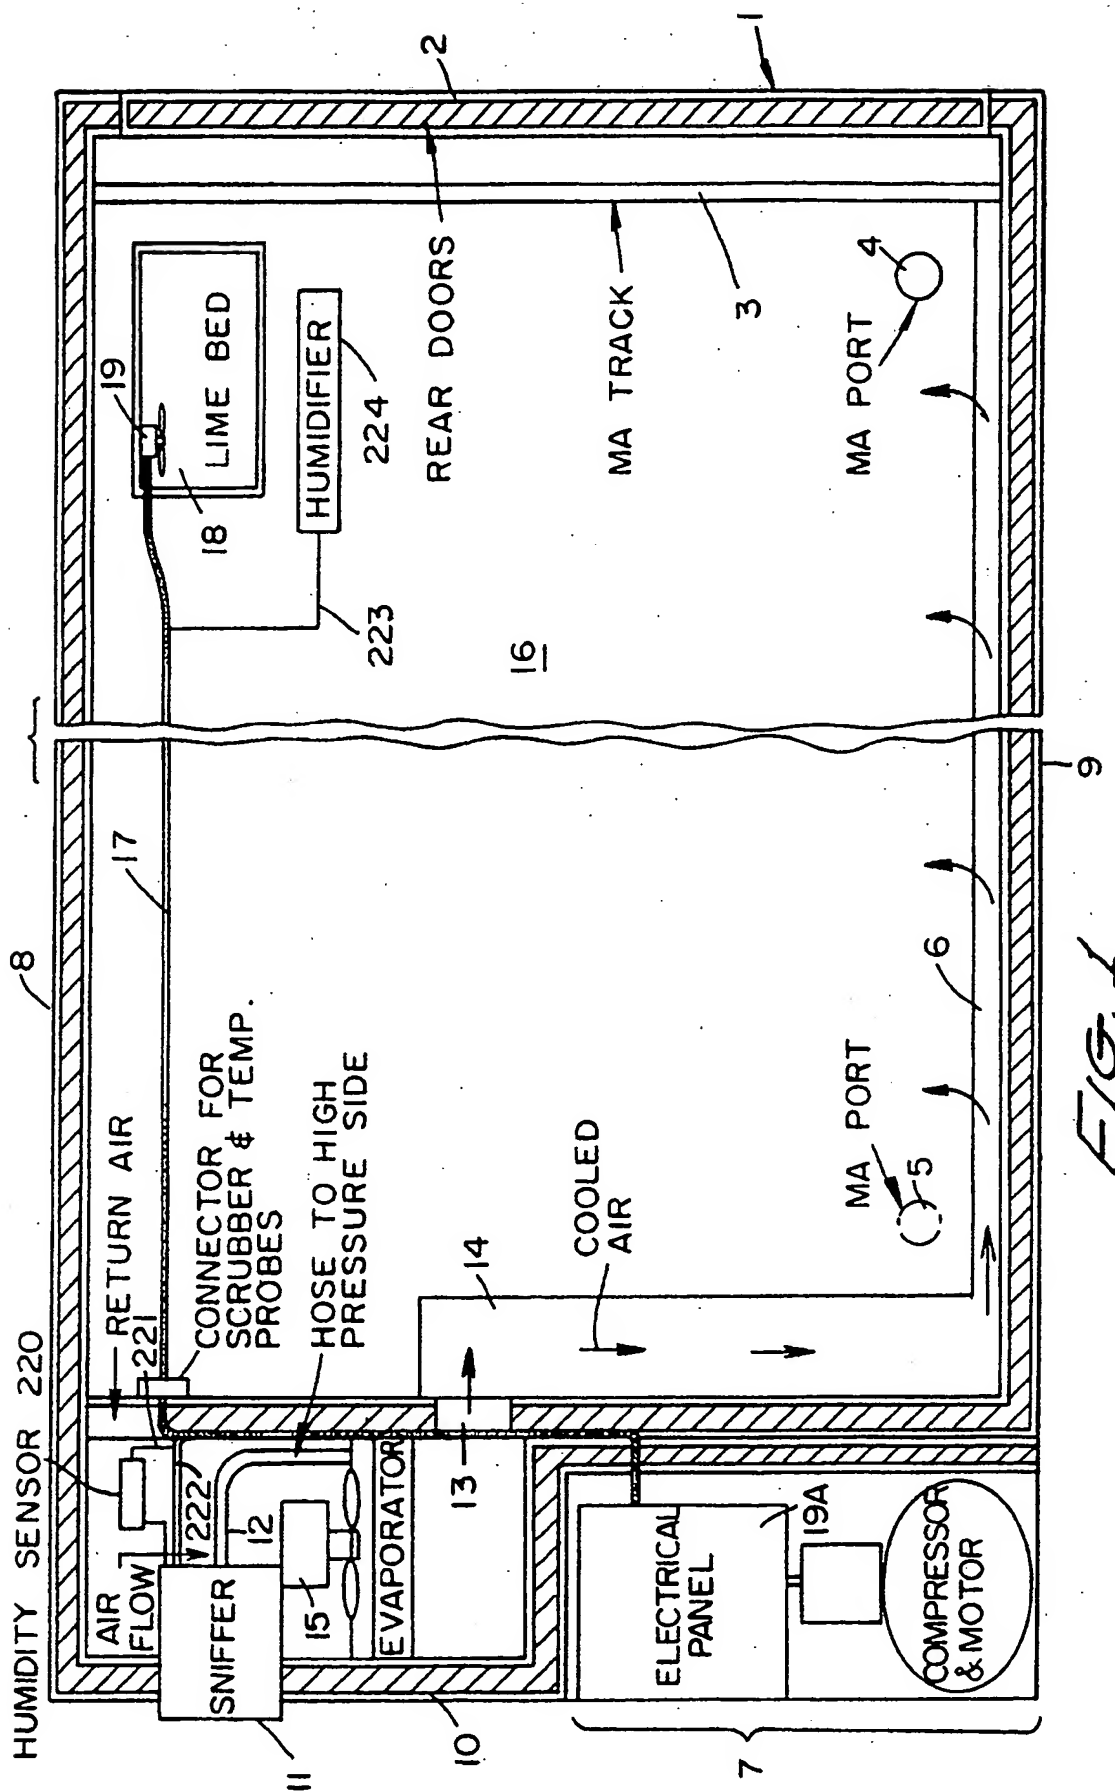 HUMIDITY SENSOR 220
RETURN AIR
221
8
17
19
2
1
AIR
FLOW
222
CONNECTOR FOR
SCRUBBER & TEMP.
PROBES
18
LIME BED
SNIFFER
12
HOSE TO HIGH
PRESSURE SIDE
223
HUMIDIFIER
224
11
15
EVAPORATOR
10
13
14
16
REAR DOORS
COOLED
AIR
MA TRACK
3
ELECTRICAL
PANEL
19A
MA PORT
5
MA PORT
4
6
7
COMPRESSOR
& MOTOR
9
FIG. 1